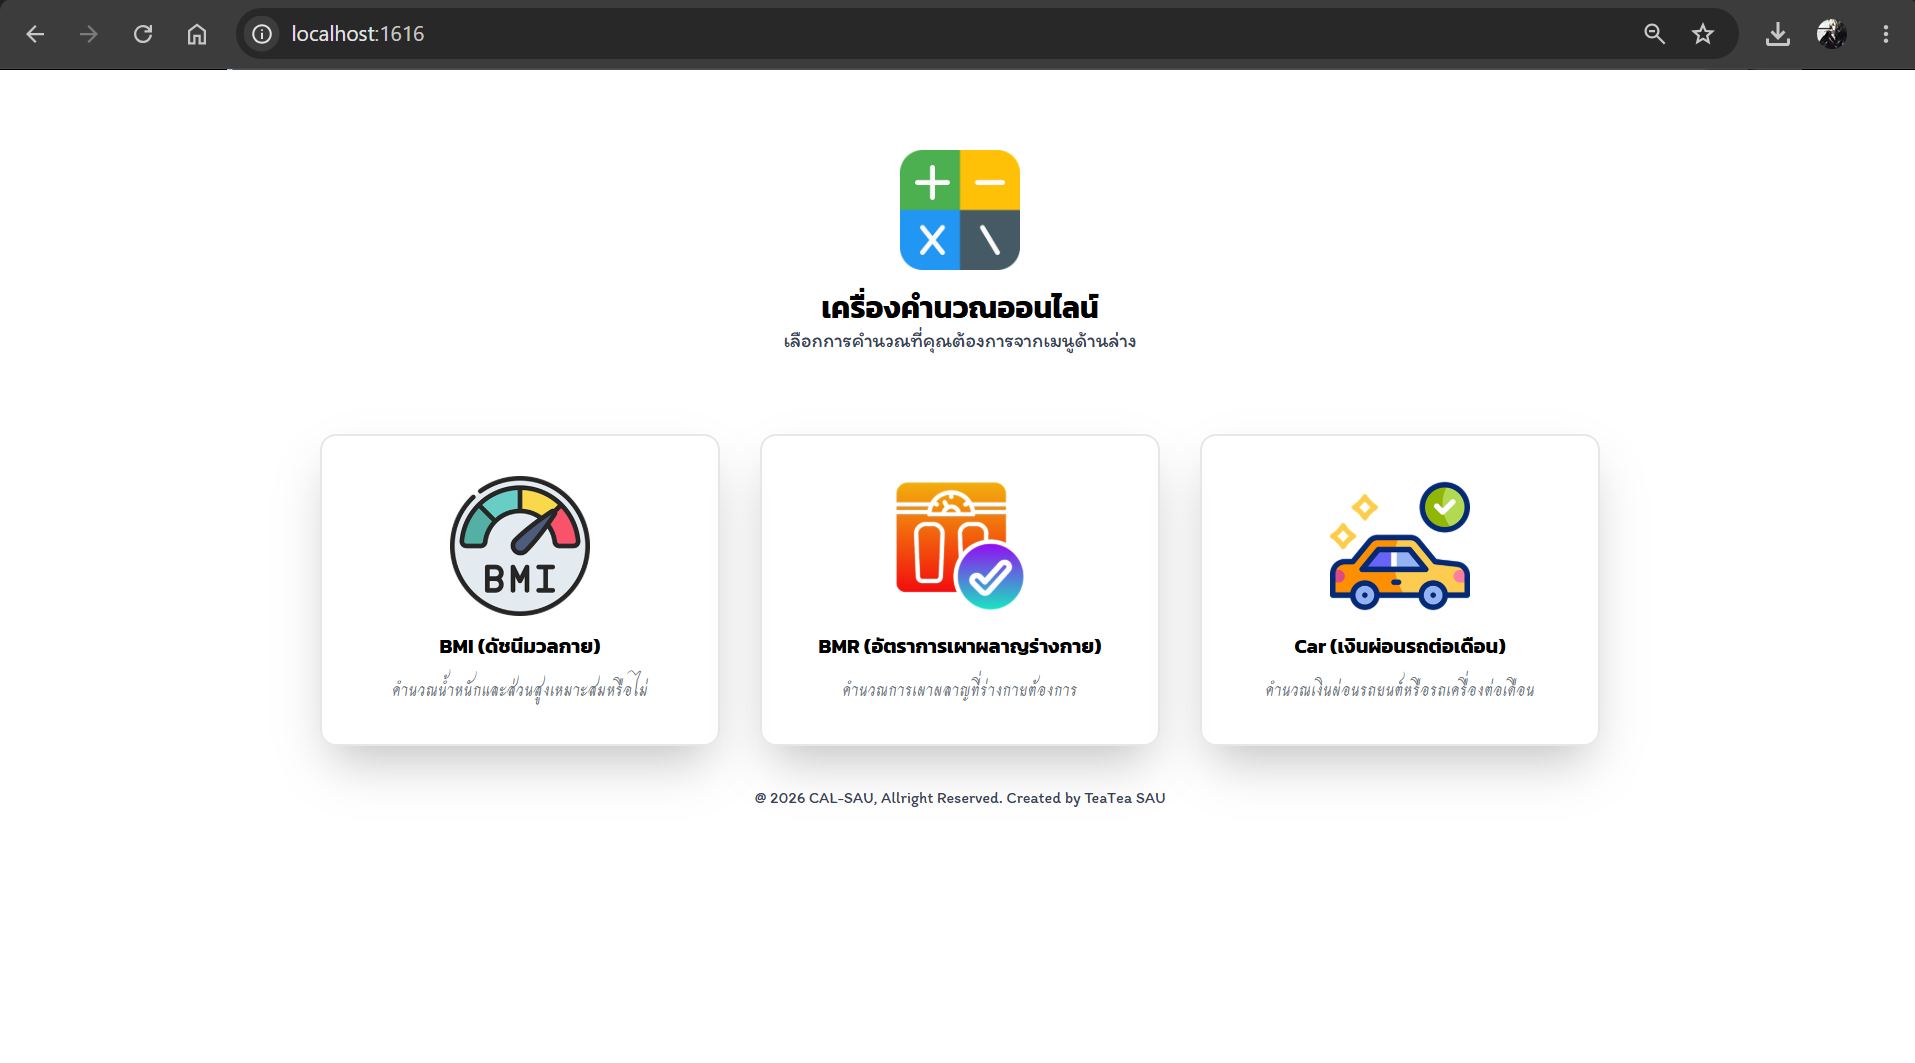 localhost:1616
เครื่องคำนวณออนไลน์
เลือกการคำนวณที่คุณต้องการจากเมนูด้านล่าง
BMI
BMI (ดัชนีมวลกาย)
คำนวณน้ำหนักและส่วนสูงเหมาะสมหรือไม่
BMR (อัตราการเผาผลาญร่างกาย)
คำนวณการเผาผลาญที่ร่างกายต้องการ
Car (เงินผ่อนรถต่อเดือน)
คำนวณเงินผ่อนรถยนต์หรือรถเครื่องต่อเดือน
@ 2026 CAL-SAU, Allright Reserved. Created by TeaTea SAU